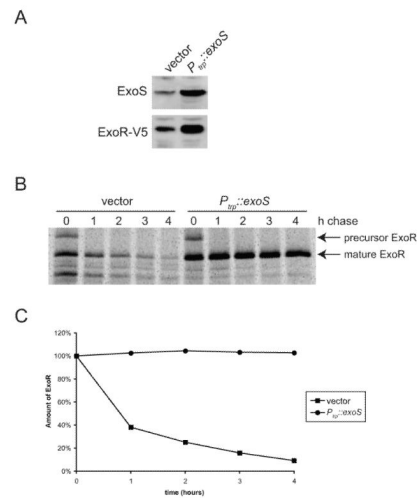 A
vector
Ptrp::exoS
ExoS
ExoR-V5
B
vector Ptrp::exoS
0 1 2 3 4 0 1 2 3 4 h chase
precursor ExoR
mature ExoR
C
120%
100%
80%
60%
40%
20%
0%
Amount of ExoR
0 1 2 3 4
time (hours)
vector
Ptrp::exoS